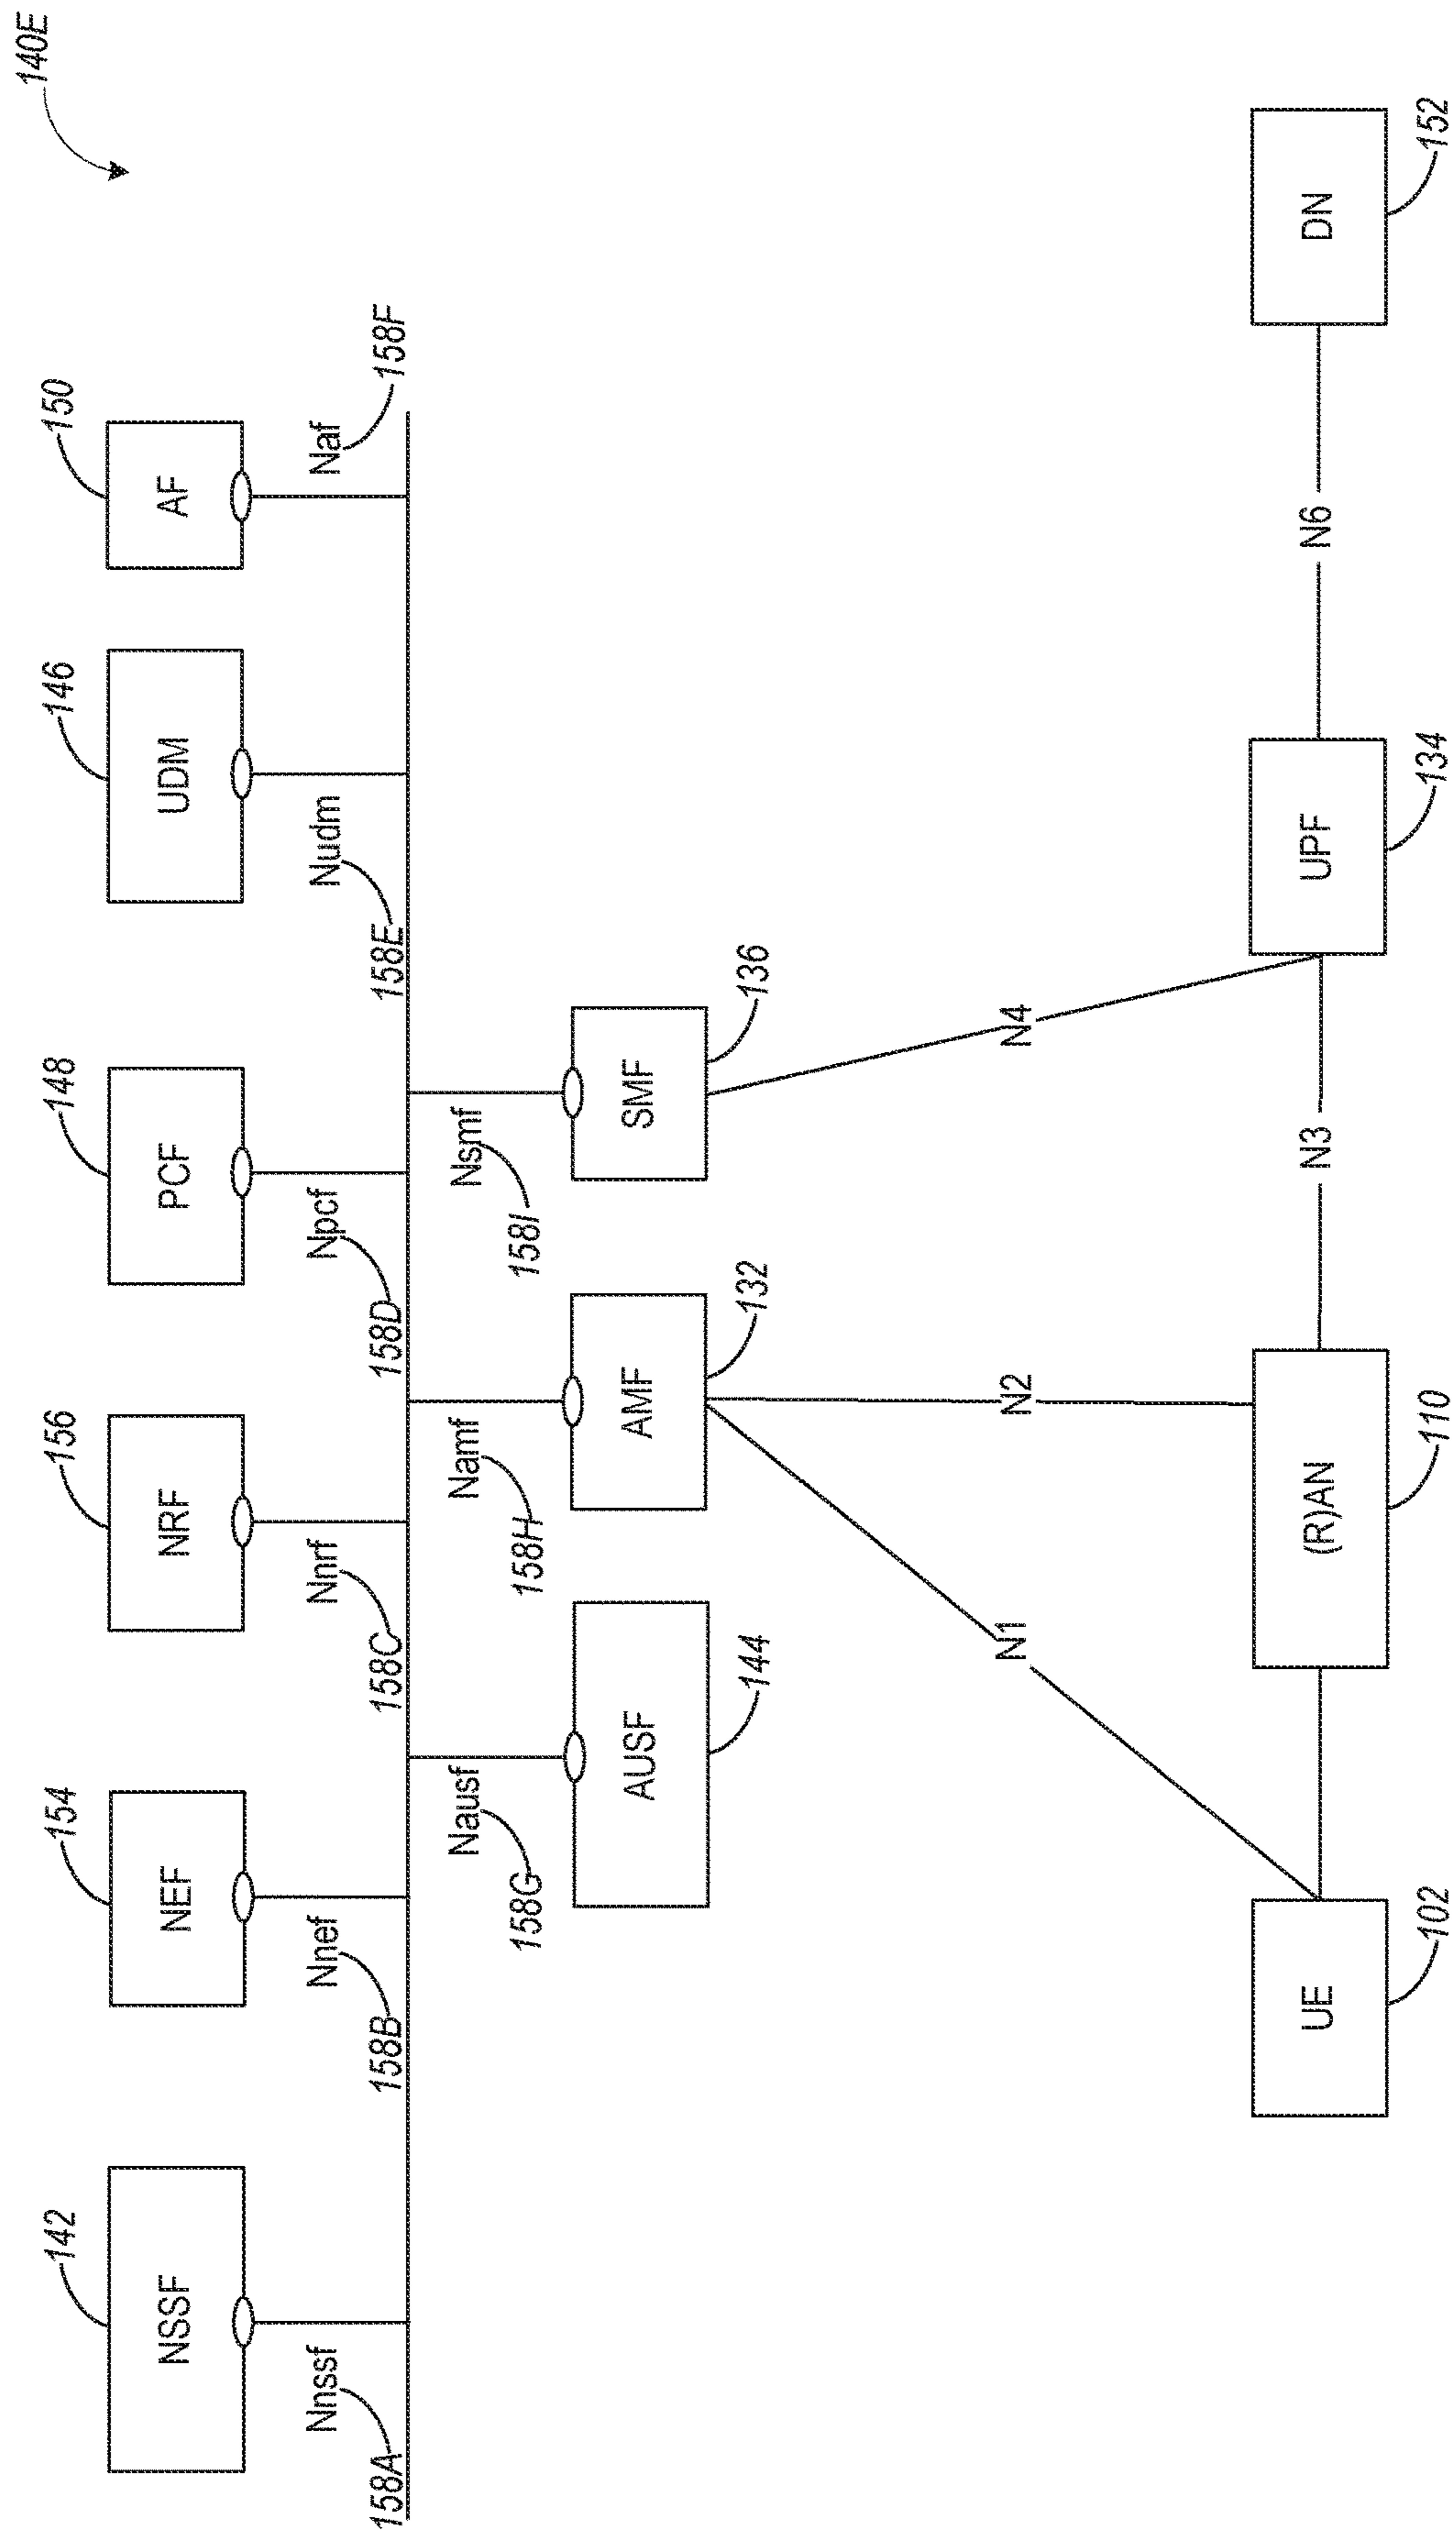 140E
142
154
156
148
146
150
NSSF
NEF
NRF
PCF
UDM
AF
Nnssf
Nnef
Nnrf
Npcf
Nudm
Naf
158A
158B
158C
158D
158E
158F
Nausf
Namf
Nsmf
158G
158H
158I
AUSF
AMF
SMF
144
132
136
N1
N2
N4
UE
(R)AN
N3
UPF
N6
DN
102
110
134
152